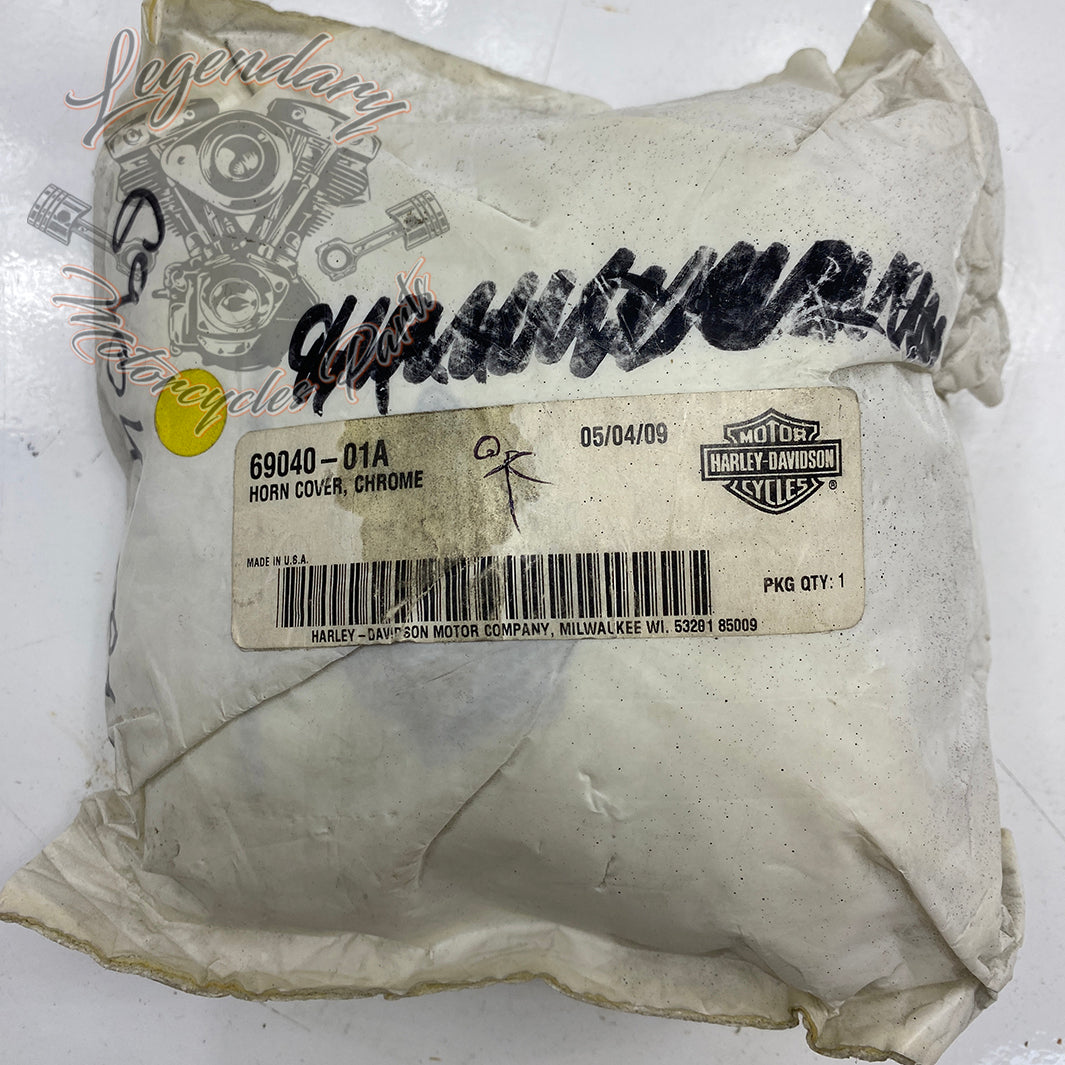 Legendary
Motorcycles Parts
69040-01A
HORN COVER, CHROME
05/04/09
MOTOR
HARLEY-DAVIDSON
CYCLES
®
MADE IN U.S.A.
PKG QTY: 1
HARLEY-DAVIDSON MOTOR COMPANY, MILWAUKEE WI. 53201 85009